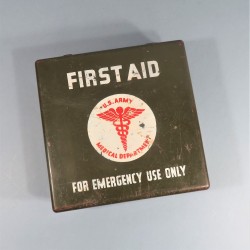 FIRST AID
U.S. ARMY
MEDICAL DEPARTMENT
FOR EMERGENCY USE ONLY